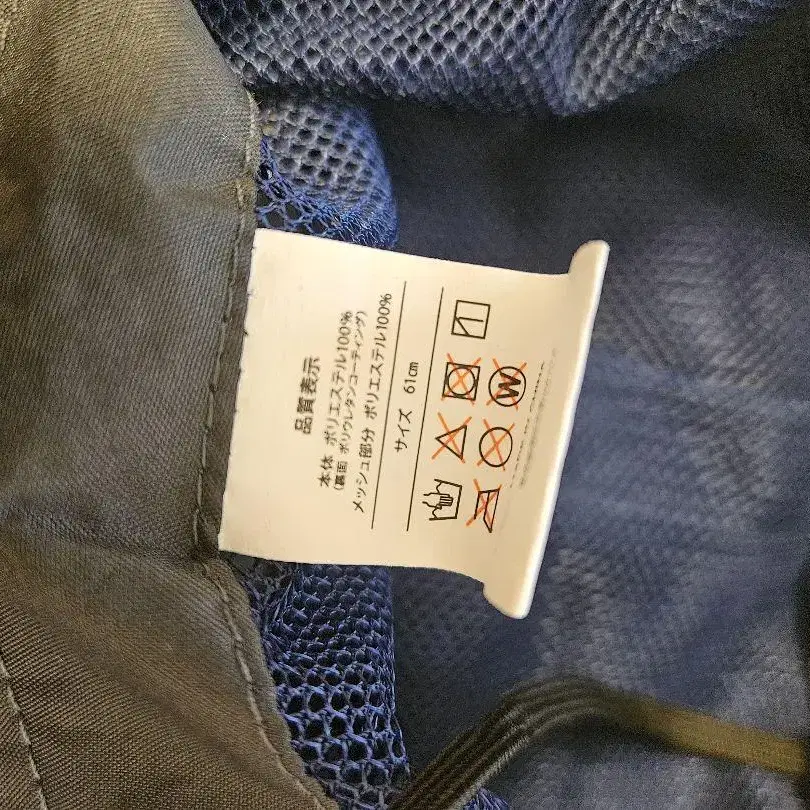 品質表示
本体 ポリエステル100%
(裏面 ポリウレタンコーティング)
メッシュ部分 ポリエステル100%
サイズ 61cm
W